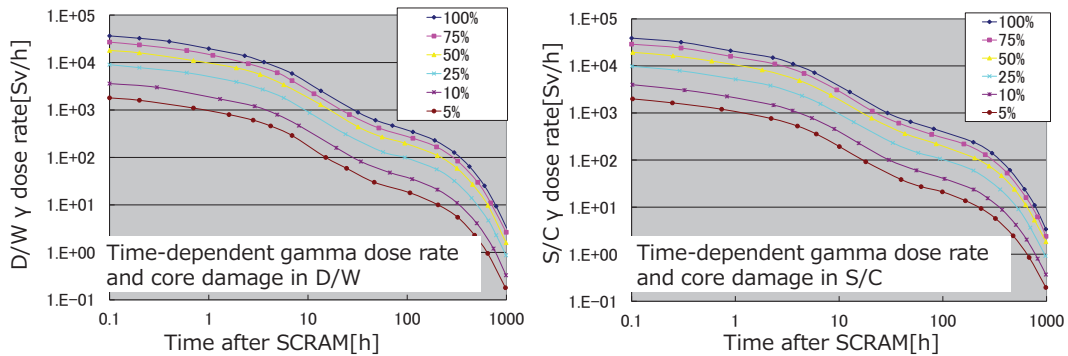 1.E+05
1.E+04
1.E+03
1.E+02
1.E+01
1.E+00
1.E-01
D/W γ dose rate[Sv/h]
100%
75%
50%
25%
10%
5%
Time-dependent gamma dose rate
and core damage in D/W
0.1
1
10
100
1000
Time after SCRAM[h]
1.E+05
1.E+04
1.E+03
1.E+02
1.E+01
1.E+00
1.E-01
S/C γ dose rate[Sv/h]
100%
75%
50%
25%
10%
5%
Time-dependent gamma dose rate
and core damage in S/C
0.1
1
10
100
1000
Time after SCRAM[h]